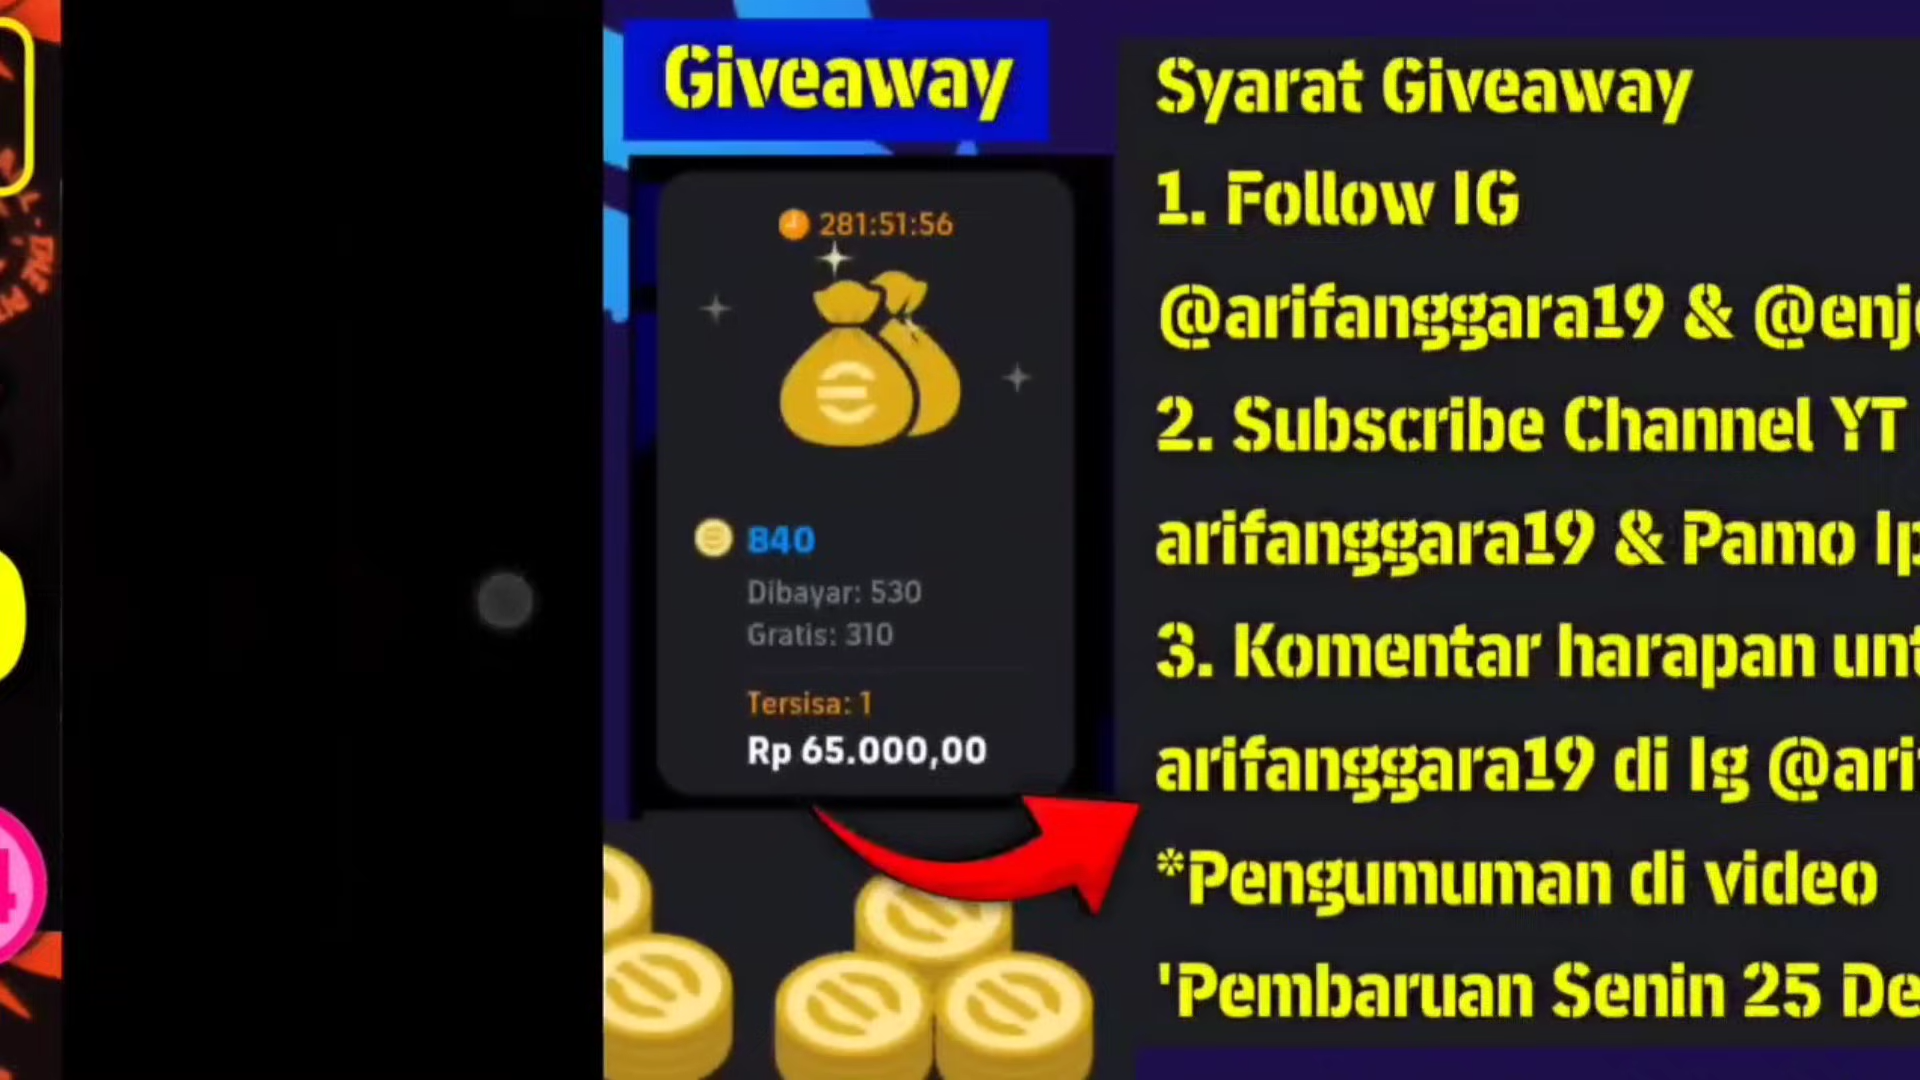 Giveaway
281:51:56
840
Dibayar: 530
Gratis: 310
Tersisa: 1
Rp 65.000,00
Syarat Giveaway
1. Follow IG
@arifanggara19 &
2. Subscribe Channel YT
arifanggara19 & Pamo
3. Komentar harapan
arifanggara19 di Ig
*Pengumuman di video
'Pembaruan Senin 25
4